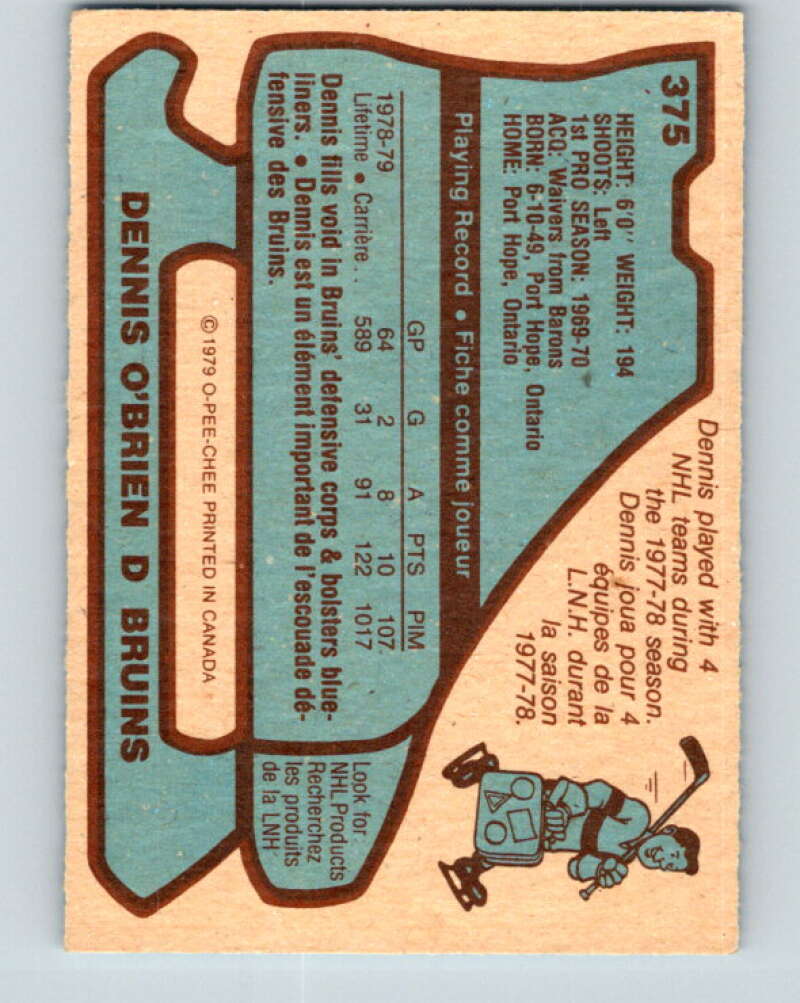 375
HEIGHT: 6'0" WEIGHT: 194
SHOOTS: Left
1st PRO SEASON: 1969-70
ACQ: Waivers from Barons
BORN: 6-10-49, Port Hope, Ontario
HOME: Port Hope, Ontario
Dennis played with 4
NHL teams during
the 1977-78 season.
Dennis joua pour 4
équipes de la
L.N.H. durant
la saison
1977-78.
Playing Record • Fiche comme joueur
GP G A PTS PIM
1978-79 64 2 8 10 107
Lifetime • Carrière . . 589 31 91 122 1017
Dennis fills void in Bruins' defensive corps & bolsters blue-
liners. • Dennis est un élément important de l'escouade dé-
fensive des Bruins.
Look for
NHL Products
Recherchez
les produits
de la LNH
© 1979 O-PEE-CHEE PRINTED IN CANADA
DENNIS O'BRIEN D BRUINS